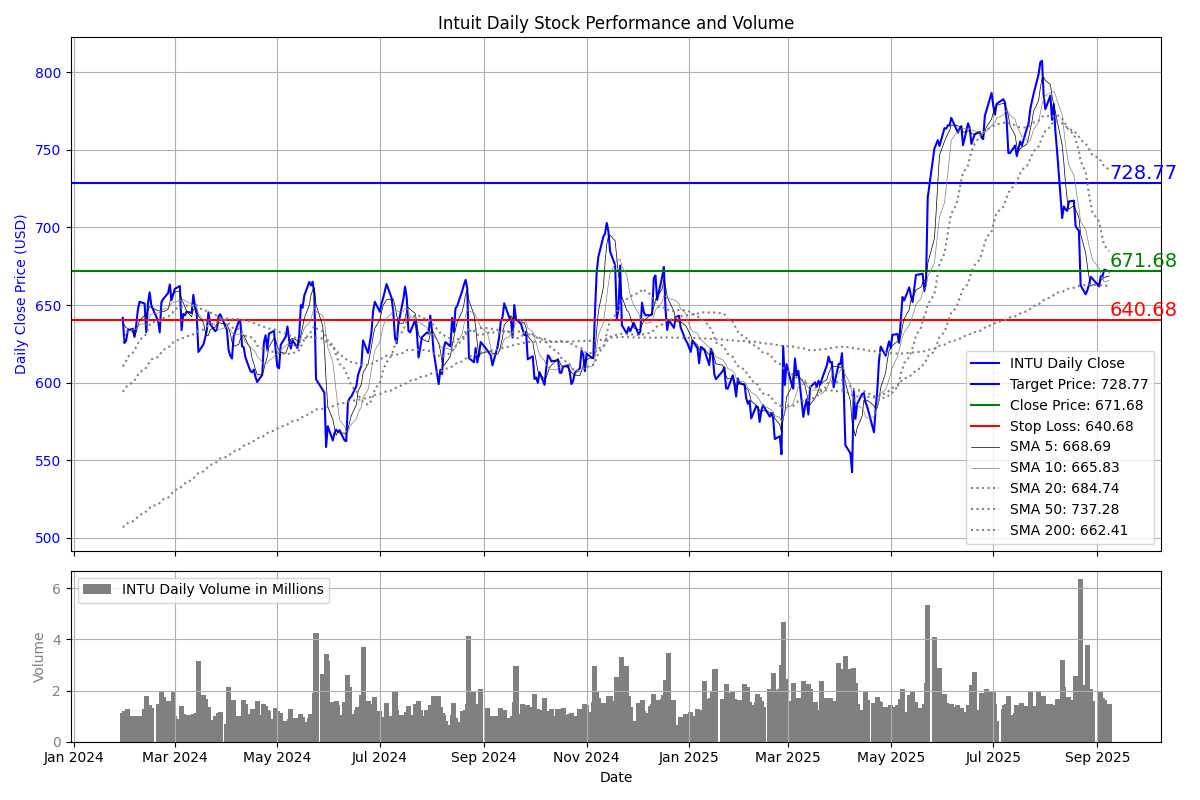 Intuit Daily Stock Performance and Volume
Daily Close Price (USD)
800
750
700
650
600
550
500
728.77
671.68
640.68
INTU Daily Close
Target Price: 728.77
Close Price: 671.68
Stop Loss: 640.68
SMA 5: 668.69
SMA 10: 665.83
SMA 20: 684.74
SMA 50: 737.28
SMA 200: 662.41
INTU Daily Volume in Millions
Volume
6
4
2
0
Jan 2024 Mar 2024 May 2024 Jul 2024 Sep 2024 Nov 2024 Jan 2025 Mar 2025 May 2025 Jul 2025 Sep 2025
Date